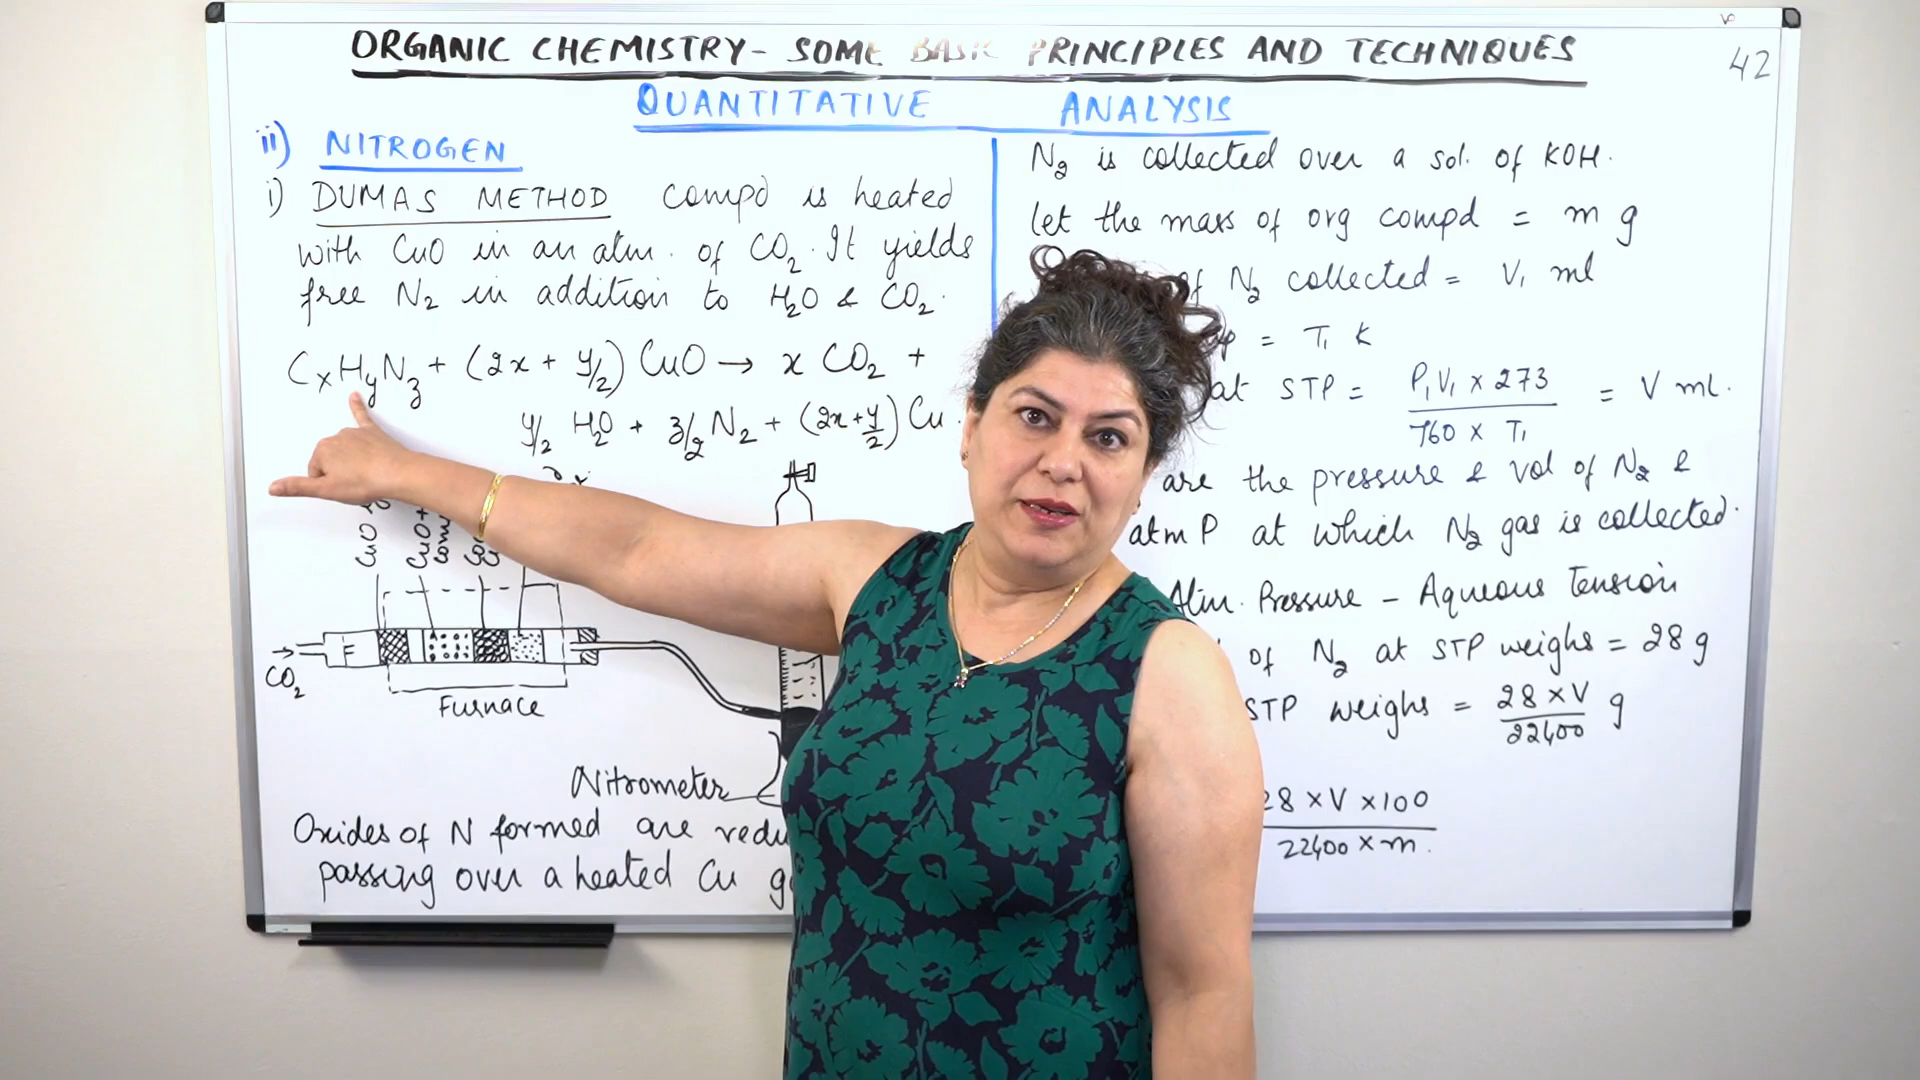 ORGANIC CHEMISTRY - SOME BASIC PRINCIPLES AND TECHNIQUES
42
QUANTITATIVE ANALYSIS
ii) NITROGEN
i) DUMAS METHOD Compd is heated
with CuO in an atm. of CO2. It yields
free N2 in addition to H2O & CO2.
CxHyNz + (2x + y/2) CuO → x CO2 +
y/2 H2O + z/2 N2 + (2x + y/2) Cu.
CuO
CuO +
CO2
Furnace
Nitrometer
Oxides of N formed are
passing over a heated Cu
N2 is collected over a sol. of KOH.
let the mass of org compd = m g
of N2 collected = V1 ml
= T1 K
at STP = P1V1 x 273 / 760 x T1 = V ml.
are the pressure & vol of N2 &
atm P at which N2 gas is collected.
Atm. Pressure - Aqueous Tension
of N2 at STP weighs = 28 g
STP weighs = 28 x V / 22400 g
28 x V x 100 / 22400 x m.